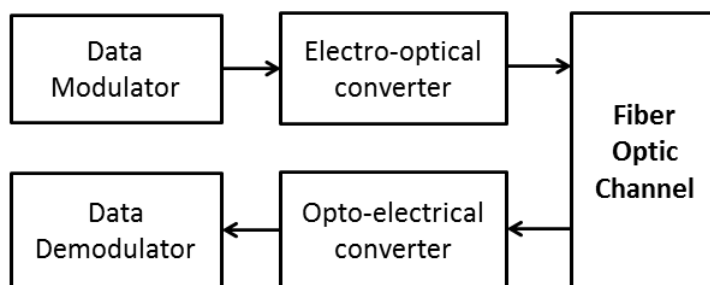 Data
Modulator
Electro-optical
converter
Fiber
Optic
Channel
Data
Demodulator
Opto-electrical
converter